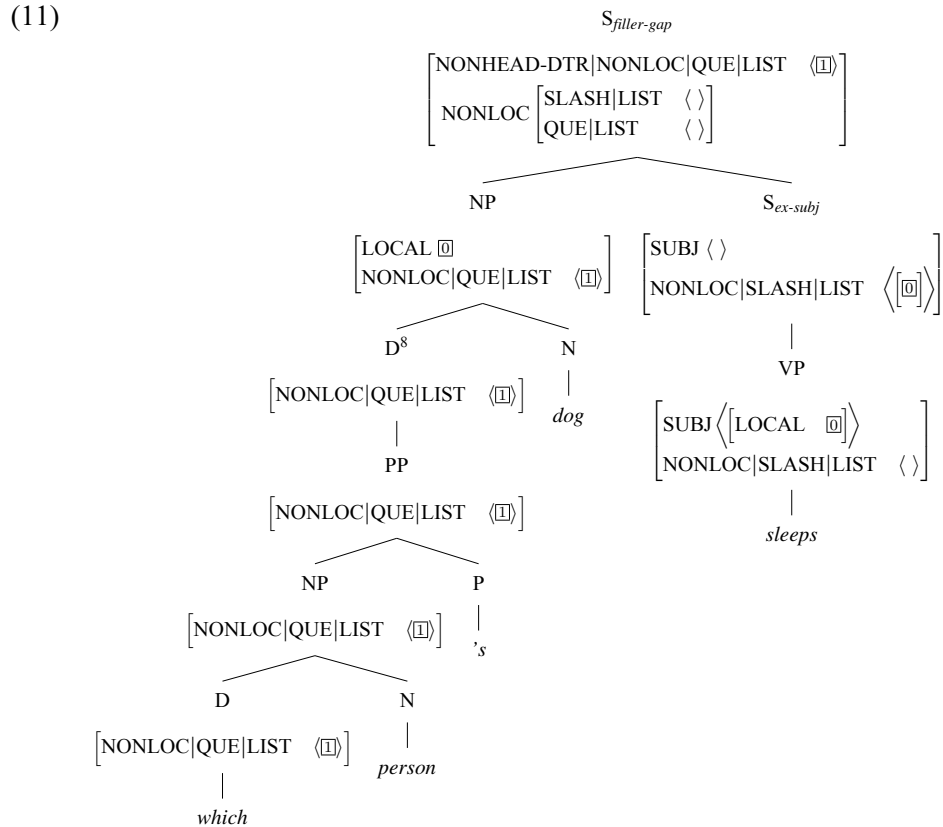 (11)
S filler-gap
[NONHEAD-DTR|NONLOC|QUE|LIST ⟨[1]⟩
NONLOC [SLASH|LIST ⟨ ⟩
QUE|LIST ⟨ ⟩]]
NP S ex-subj
[LOCAL [0] [SUBJ ⟨ ⟩
NONLOC|QUE|LIST ⟨[1]⟩] NONLOC|SLASH|LIST ⟨[[0]]⟩]
D⁸ N VP
[NONLOC|QUE|LIST ⟨[1]⟩] dog
[SUBJ ⟨[LOCAL [0]]⟩
NONLOC|SLASH|LIST ⟨ ⟩]
PP
[NONLOC|QUE|LIST ⟨[1]⟩] sleeps
NP P
[NONLOC|QUE|LIST ⟨[1]⟩] 's
D N
[NONLOC|QUE|LIST ⟨[1]⟩] person
which